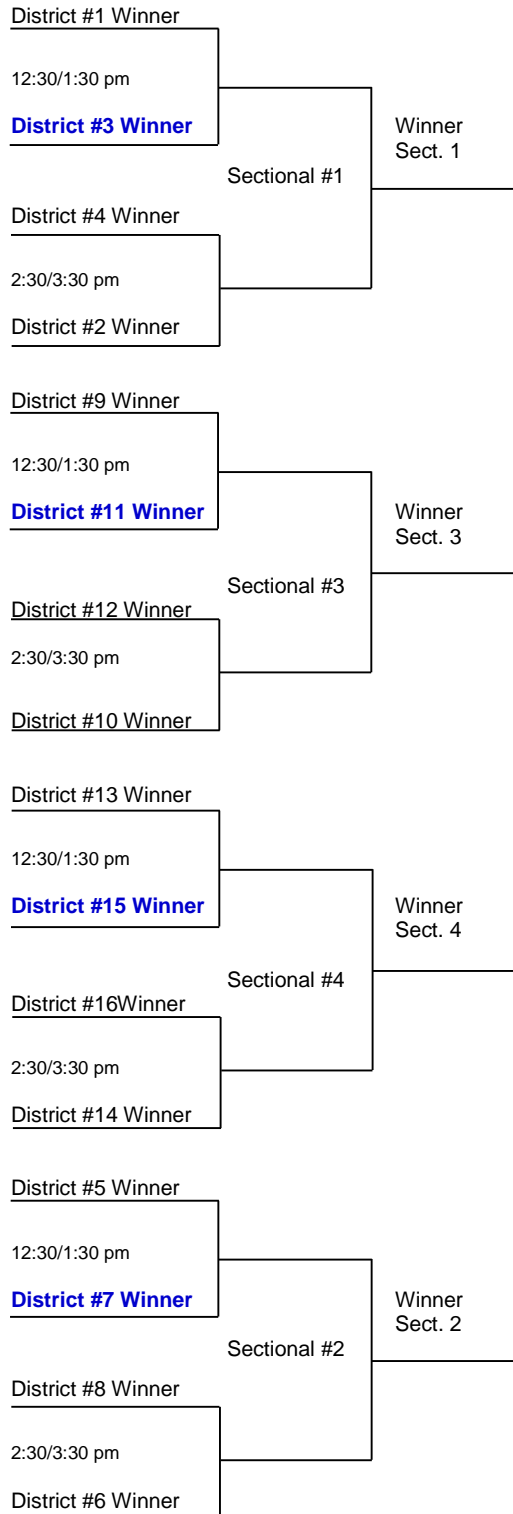 District #1 Winner
12:30/1:30 pm
District #3 Winner
Winner
Sect. 1
Sectional #1
District #4 Winner
2:30/3:30 pm
District #2 Winner
District #9 Winner
12:30/1:30 pm
District #11 Winner
Winner
Sect. 3
Sectional #3
District #12 Winner
2:30/3:30 pm
District #10 Winner
District #13 Winner
12:30/1:30 pm
District #15 Winner
Winner
Sect. 4
Sectional #4
District #16Winner
2:30/3:30 pm
District #14 Winner
District #5 Winner
12:30/1:30 pm
District #7 Winner
Winner
Sect. 2
Sectional #2
District #8 Winner
2:30/3:30 pm
District #6 Winner